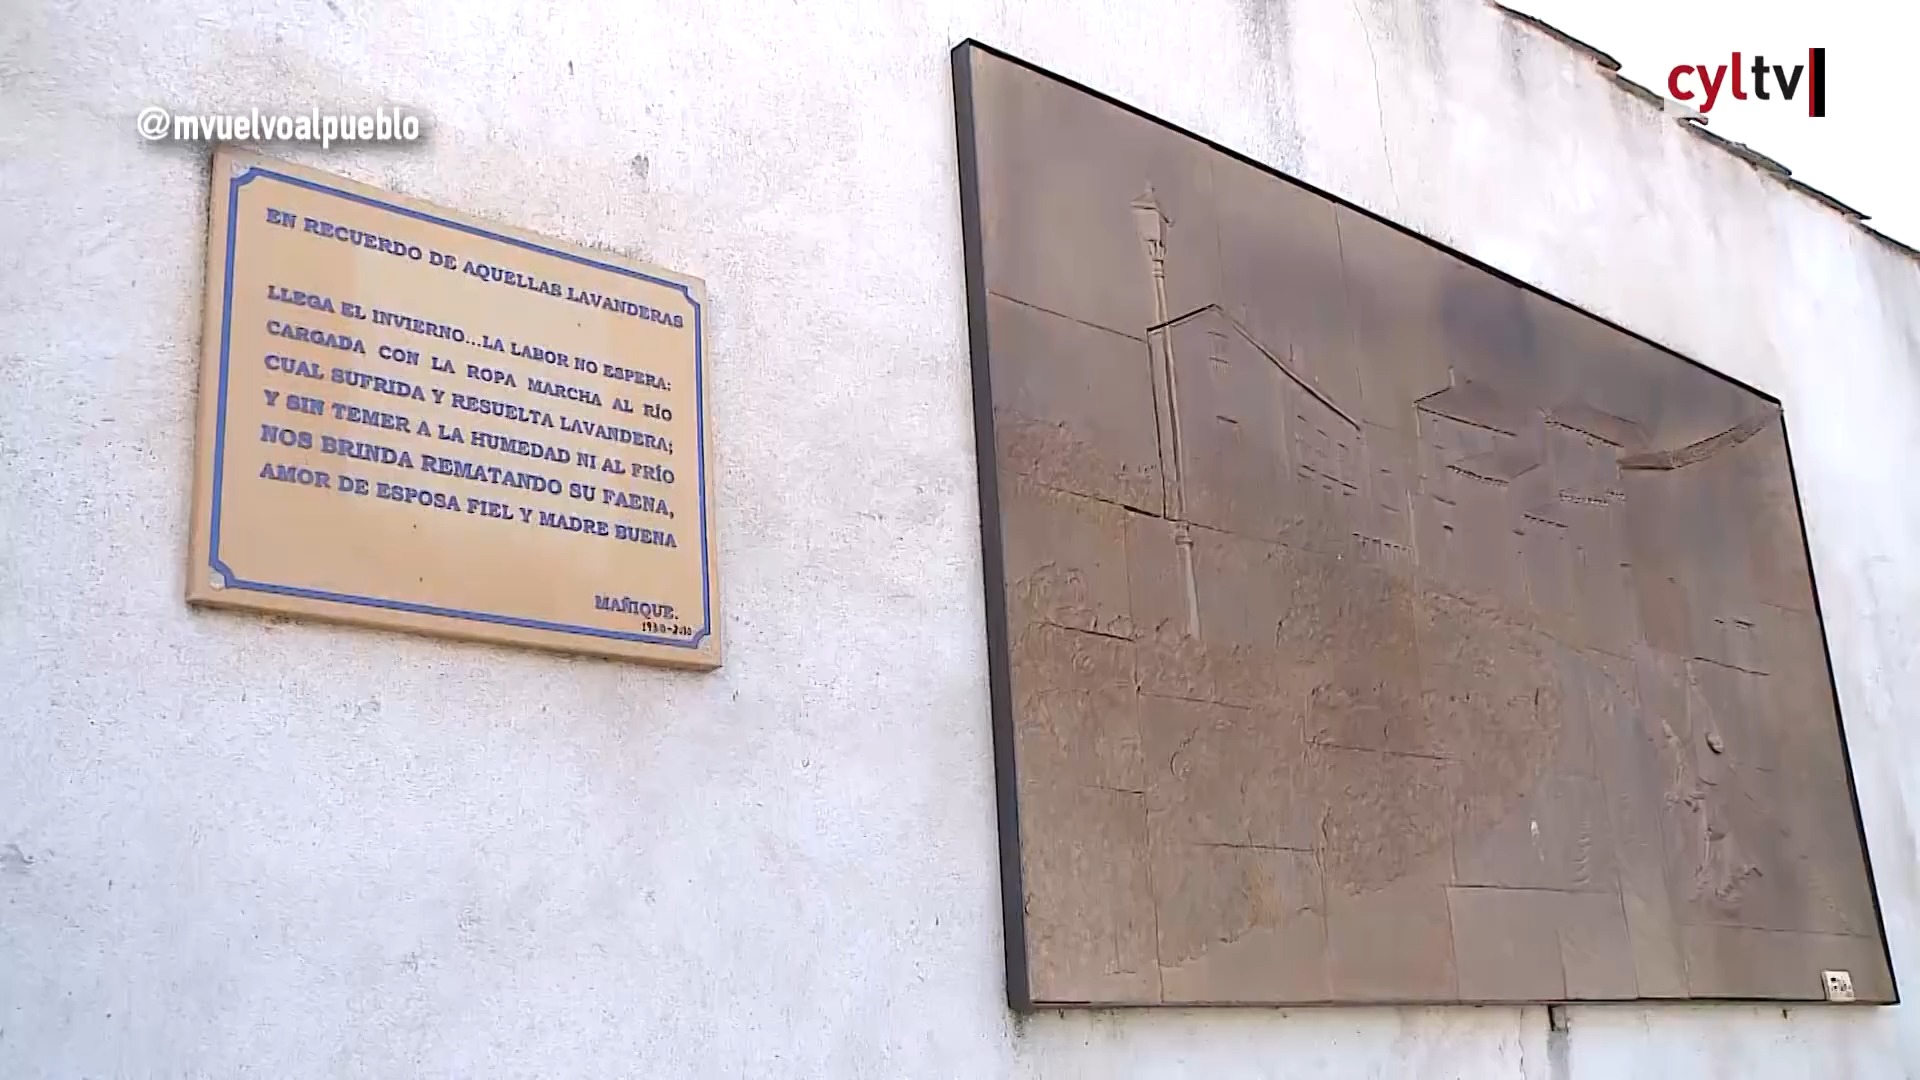 cyltv
@mvuelvoalpueblo
EN RECUERDO DE AQUELLAS LAVANDERAS
LLEGA EL INVIERNO...LA LABOR NO ESPERA:
CARGADA CON LA ROPA MARCHA AL RÍO
CUAL SUFRIDA Y RESUELTA LAVANDERA;
Y SIN TEMER A LA HUMEDAD NI AL FRÍO
NOS BRINDA REMATANDO SU FAENA,
AMOR DE ESPOSA FIEL Y MADRE BUENA
MAÑIQUE.